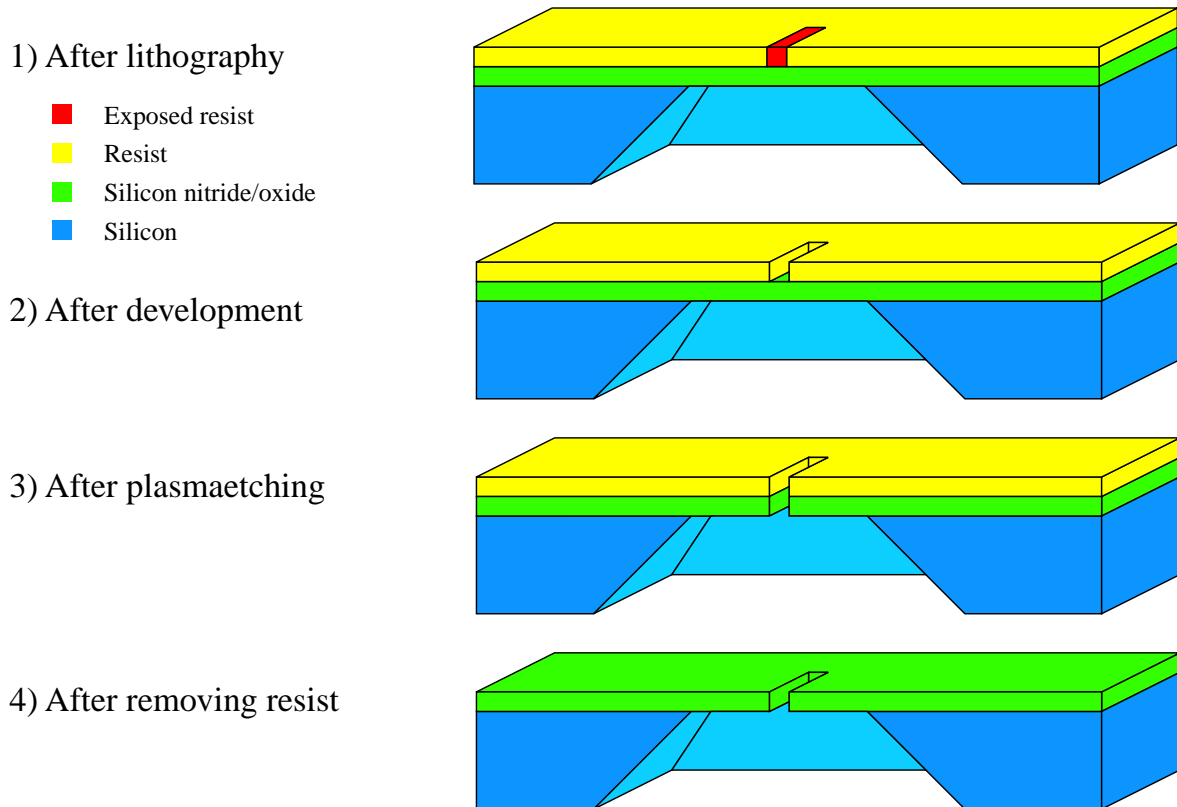 1) After lithography
Exposed resist
Resist
Silicon nitride/oxide
Silicon
2) After development
3) After plasmaetching
4) After removing resist